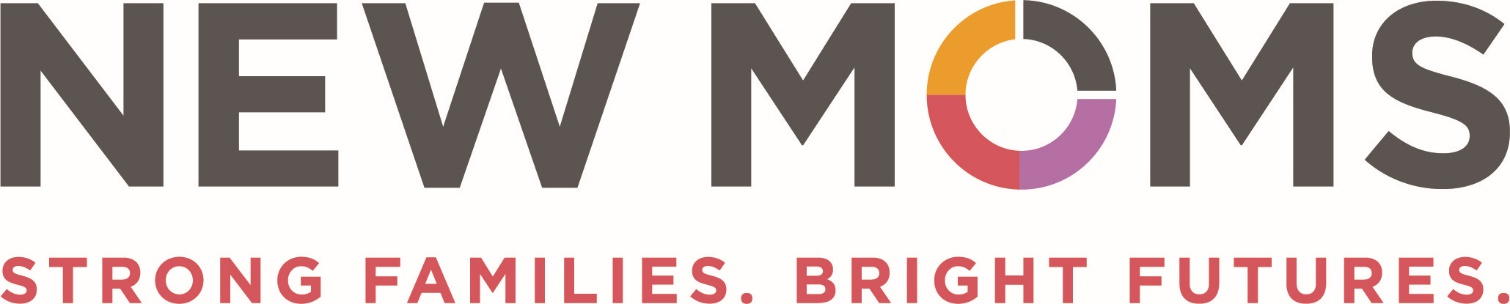 NEW MOMS
STRONG FAMILIES. BRIGHT FUTURES.